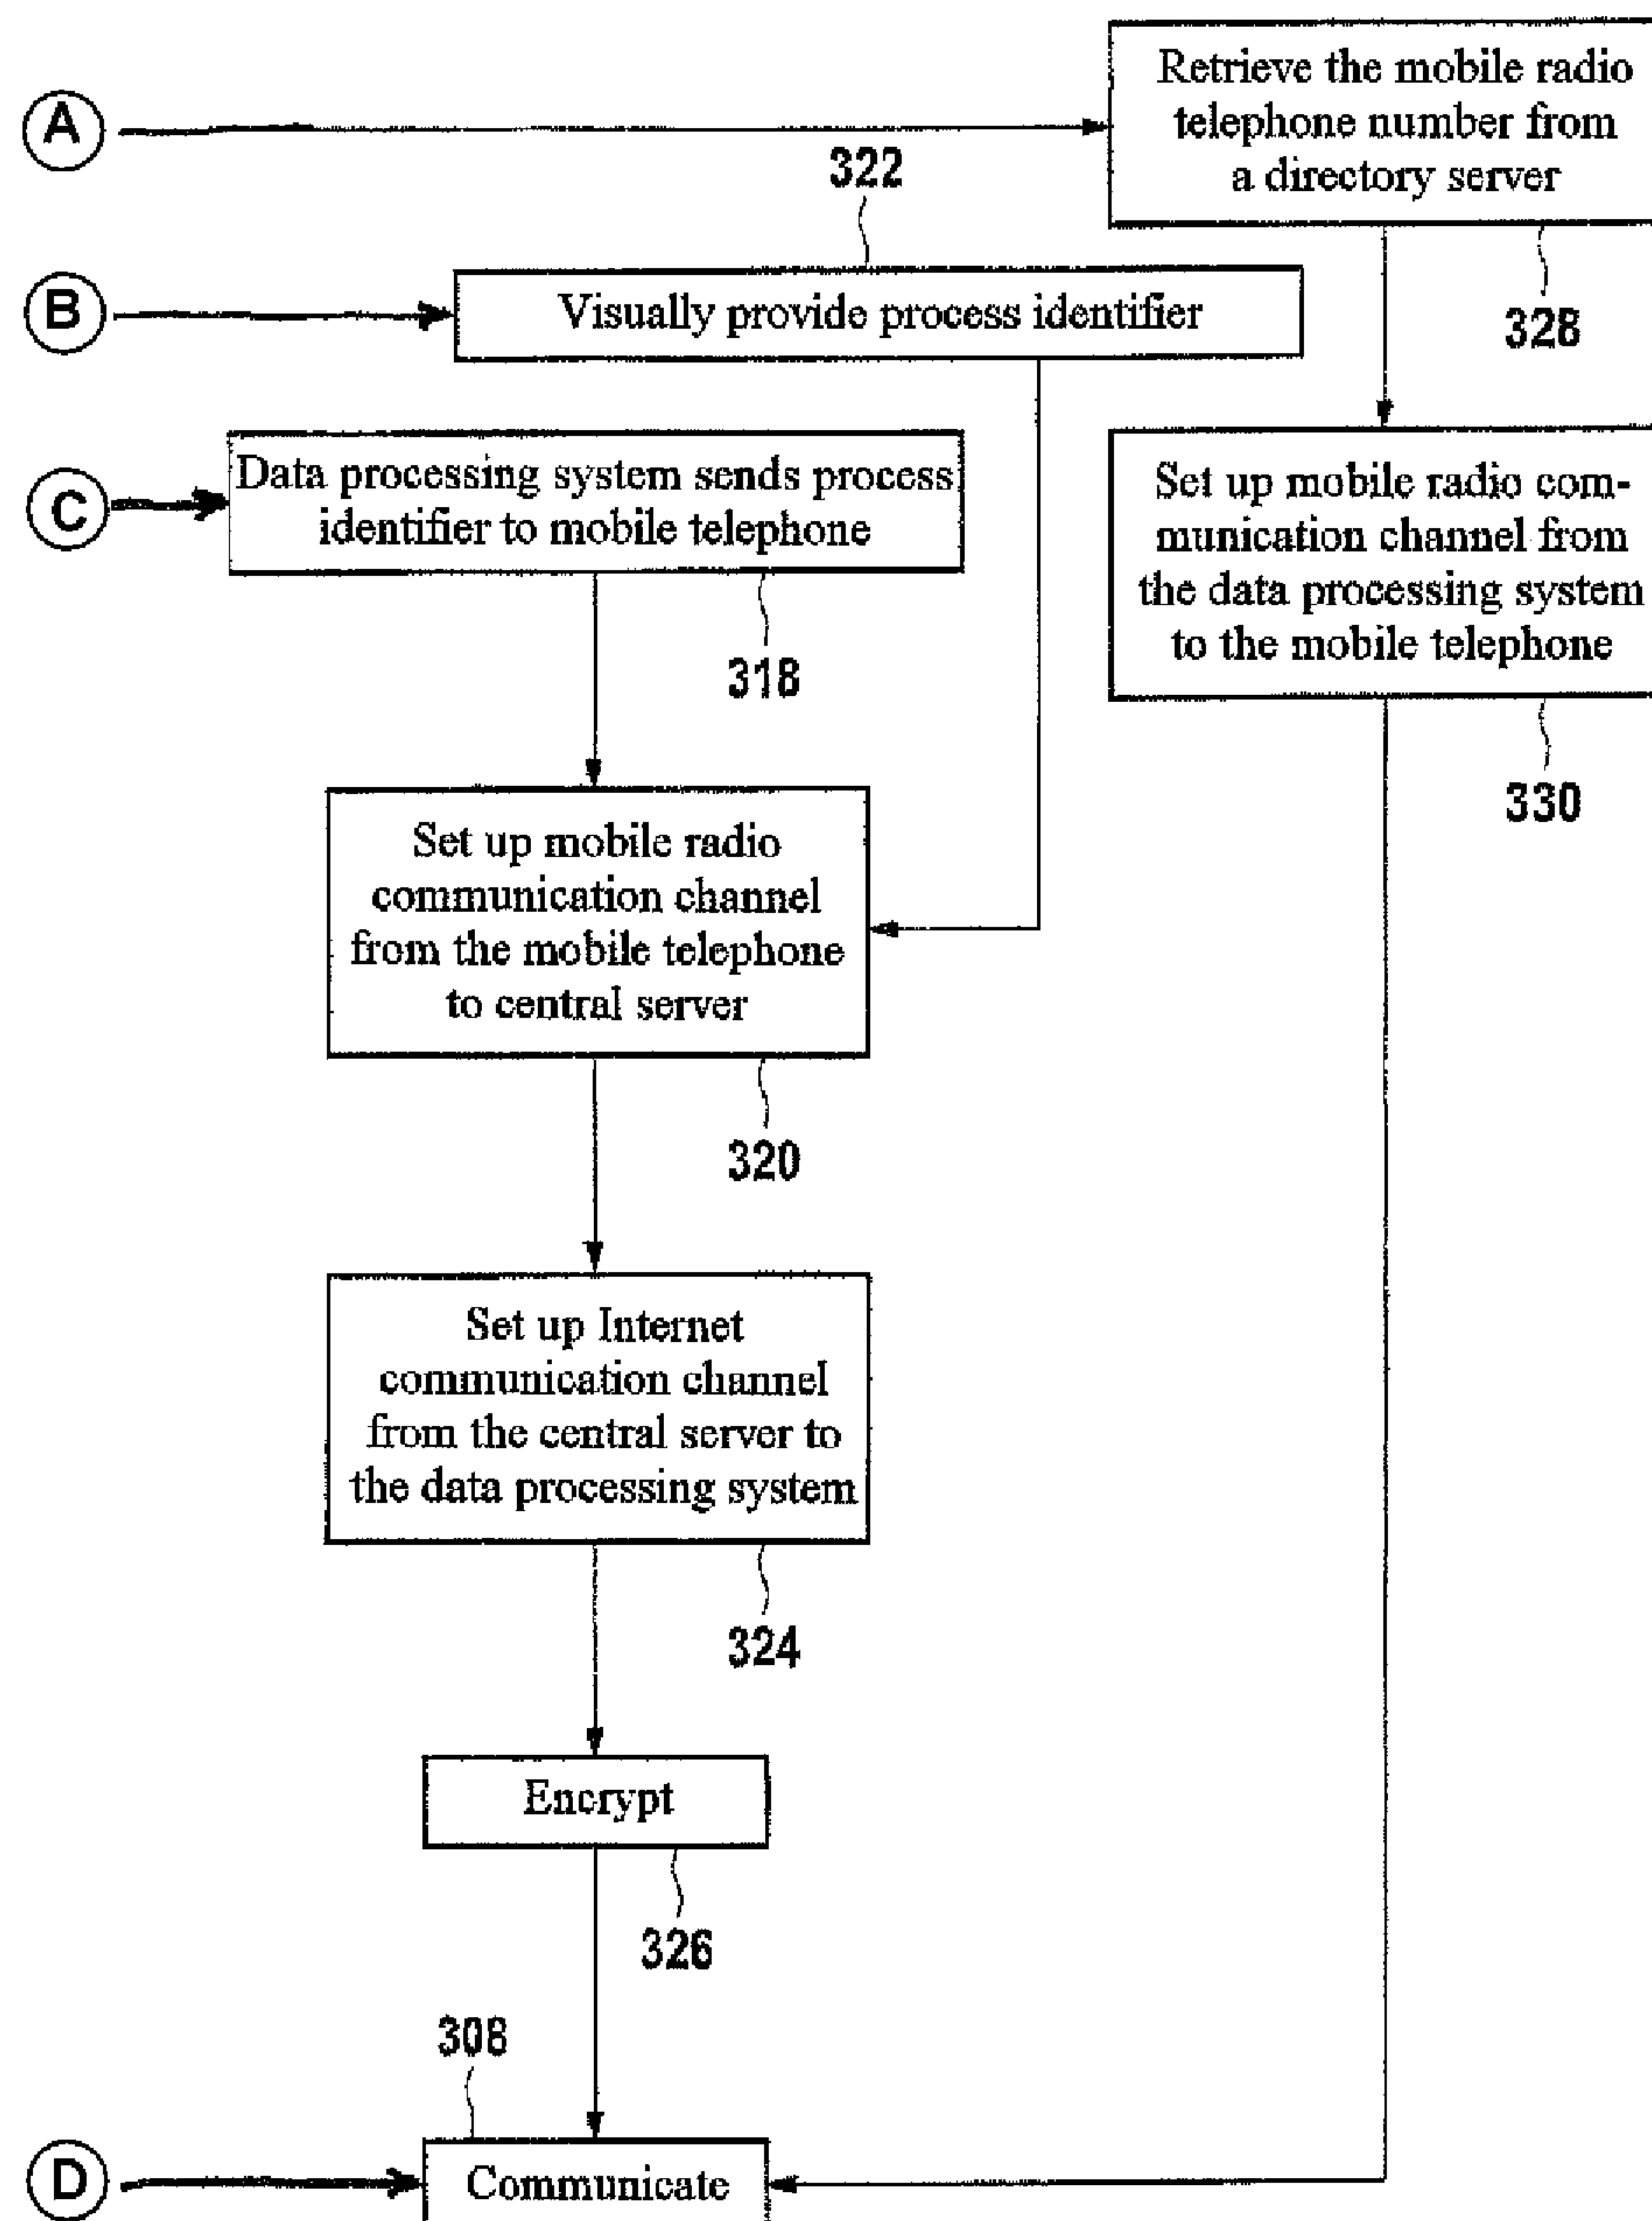 A
Retrieve the mobile radio
telephone number from
a directory server
328
322
B
Visually provide process identifier
C
Data processing system sends process
identifier to mobile telephone
318
Set up mobile radio com-
munication channel from
the data processing system
to the mobile telephone
330
Set up mobile radio
communication channel
from the mobile telephone
to central server
320
Set up Internet
communication channel
from the central server to
the data processing system
324
Encrypt
326
308
D
Communicate